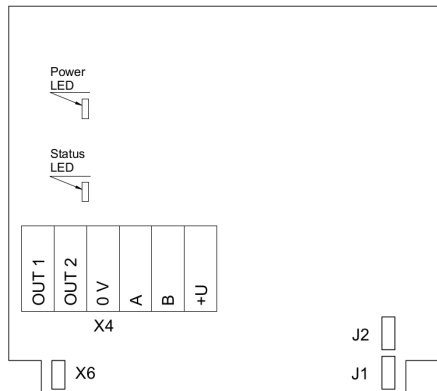 Power
LED
Status
LED
OUT 1
OUT 2
0 V
A
B
+U
X4
J2
X6
J1